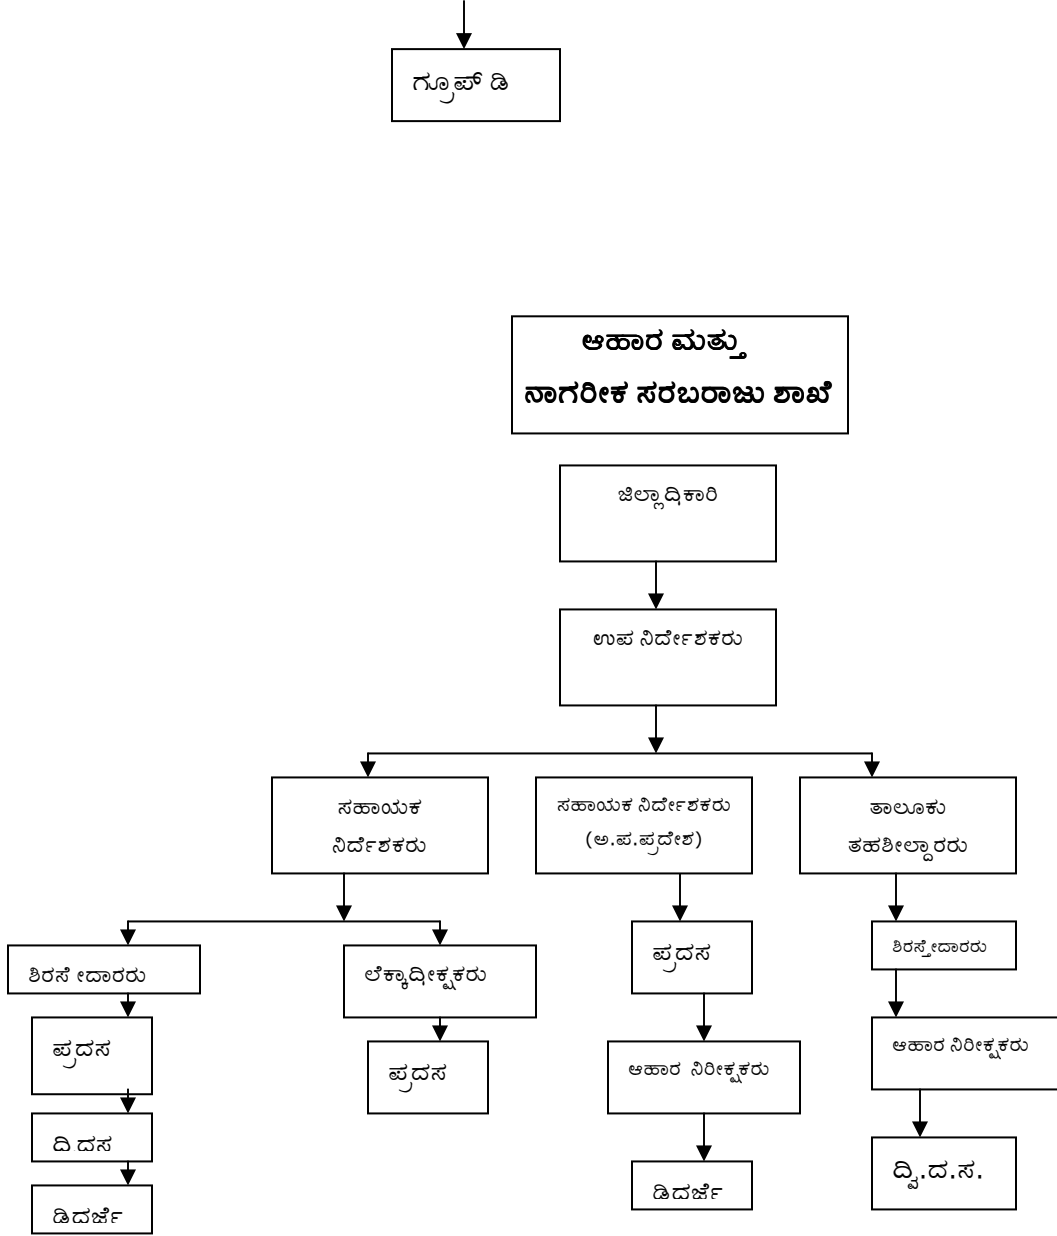 ಗ್ರೂಪ್ ಡಿ
ಆಹಾರ ಮತ್ತು
ನಾಗರೀಕ ಸರಬರಾಜು ಶಾಖೆ
ಜಿಲ್ಲಾಧಿಕಾರಿ
ಉಪ ನಿರ್ದೇಶಕರು
ಸಹಾಯಕ
ನಿರ್ದೆಶಕರು
ಸಹಾಯಕ ನಿರ್ದೇಶಕರು
(ಅ.ಪ.ಪ್ರದೇಶ)
ತಾಲೂಕು
ತಹಶೀಲ್ದಾರರು
ಶಿರಸೇದಾರರು
ಲೆಕ್ಕಾಧೀಕ್ಷಕರು
ಪ್ರದಸ
ಶಿರಸ್ತೇದಾರರು
ಪ್ರದಸ
ಪ್ರದಸ
ಆಹಾರ ನಿರೀಕ್ಷಕರು
ಆಹಾರ ನಿರೀಕ್ಷಕರು
ದಿ.ದಸ
ಡಿದರ್ಜೆ
ಡಿದರ್ಜೆ
ದ್ವಿ.ದ.ಸ.